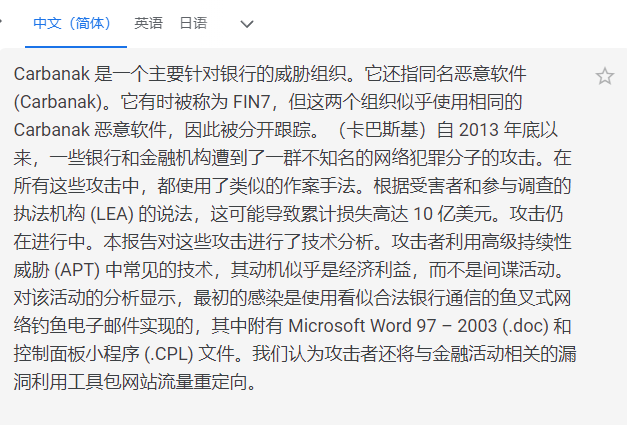 中文（简体） 英语 日语
Carbanak 是一个主要针对银行的威胁组织。它还指同名恶意软件
(Carbanak)。它有时被称为 FIN7，但这两个组织似乎使用相同的
Carbanak 恶意软件，因此被分开跟踪。（卡巴斯基）自 2013 年底以
来，一些银行和金融机构遭到了一群不知名的网络犯罪分子的攻击。在
所有这些攻击中，都使用了类似的作案手法。根据受害者和参与调查的
执法机构 (LEA) 的说法，这可能导致累计损失高达 10 亿美元。攻击仍
在进行中。本报告对这些攻击进行了技术分析。攻击者利用高级持续性
威胁 (APT) 中常见的技术，其动机似乎是经济利益，而不是间谍活动。
对该活动的分析显示，最初的感染是使用看似合法银行通信的鱼叉式网
络钓鱼电子邮件实现的，其中附有 Microsoft Word 97 – 2003 (.doc) 和
控制面板小程序 (.CPL) 文件。我们认为攻击者还将与金融活动相关的漏
洞利用工具包网站流量重定向。